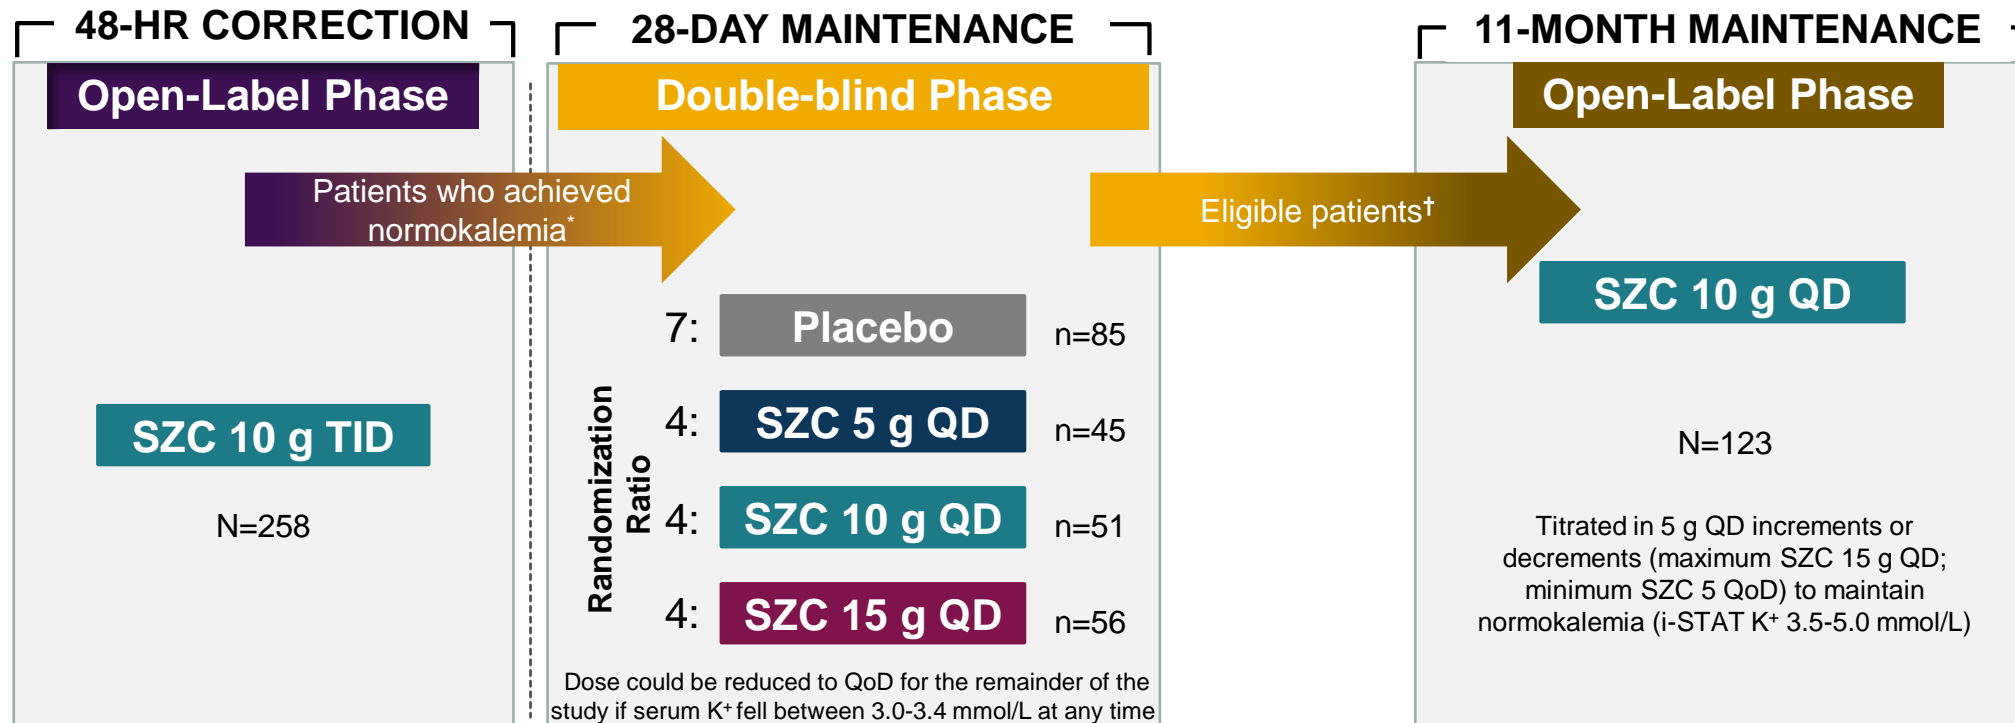 48-HR CORRECTION
Open-Label Phase
Patients who achieved
normokalemia*
SZC 10 g TID
N=258
28-DAY MAINTENANCE
Double-blind Phase
Randomization
Ratio
7: Placebo n=85
4: SZC 5 g QD n=45
4: SZC 10 g QD n=51
4: SZC 15 g QD n=56
Dose could be reduced to QoD for the remainder of the
study if serum K⁺ fell between 3.0-3.4 mmol/L at any time
Eligible patients†
11-MONTH MAINTENANCE
Open-Label Phase
SZC 10 g QD
N=123
Titrated in 5 g QD increments or
decrements (maximum SZC 15 g QD;
minimum SZC 5 QoD) to maintain
normokalemia (i-STAT K⁺ 3.5-5.0 mmol/L)